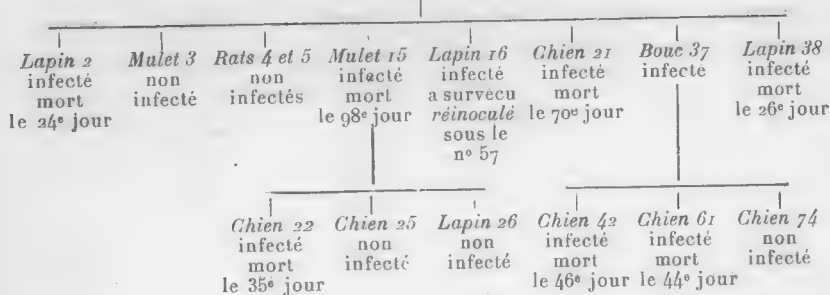 Lapin 2 Mulet 3 Rats 4 et 5 Mulet 15 Lapin 16 Chien 21 Bouc 37 Lapin 38
infecté non non infecté infecté infecté infecté infecté
mort infecté infectés mort a survécu mort mort
le 24e jour le 98e jour réinoculé le 70e jour le 26e jour
sous le
no 57
Chien 22 Chien 25 Lapin 26 Chien 42 Chien 61 Chien 74
infecté non non infecté infecté non
mort infecté infecté mort mort infecté
le 35e jour le 46e jour le 44e jour